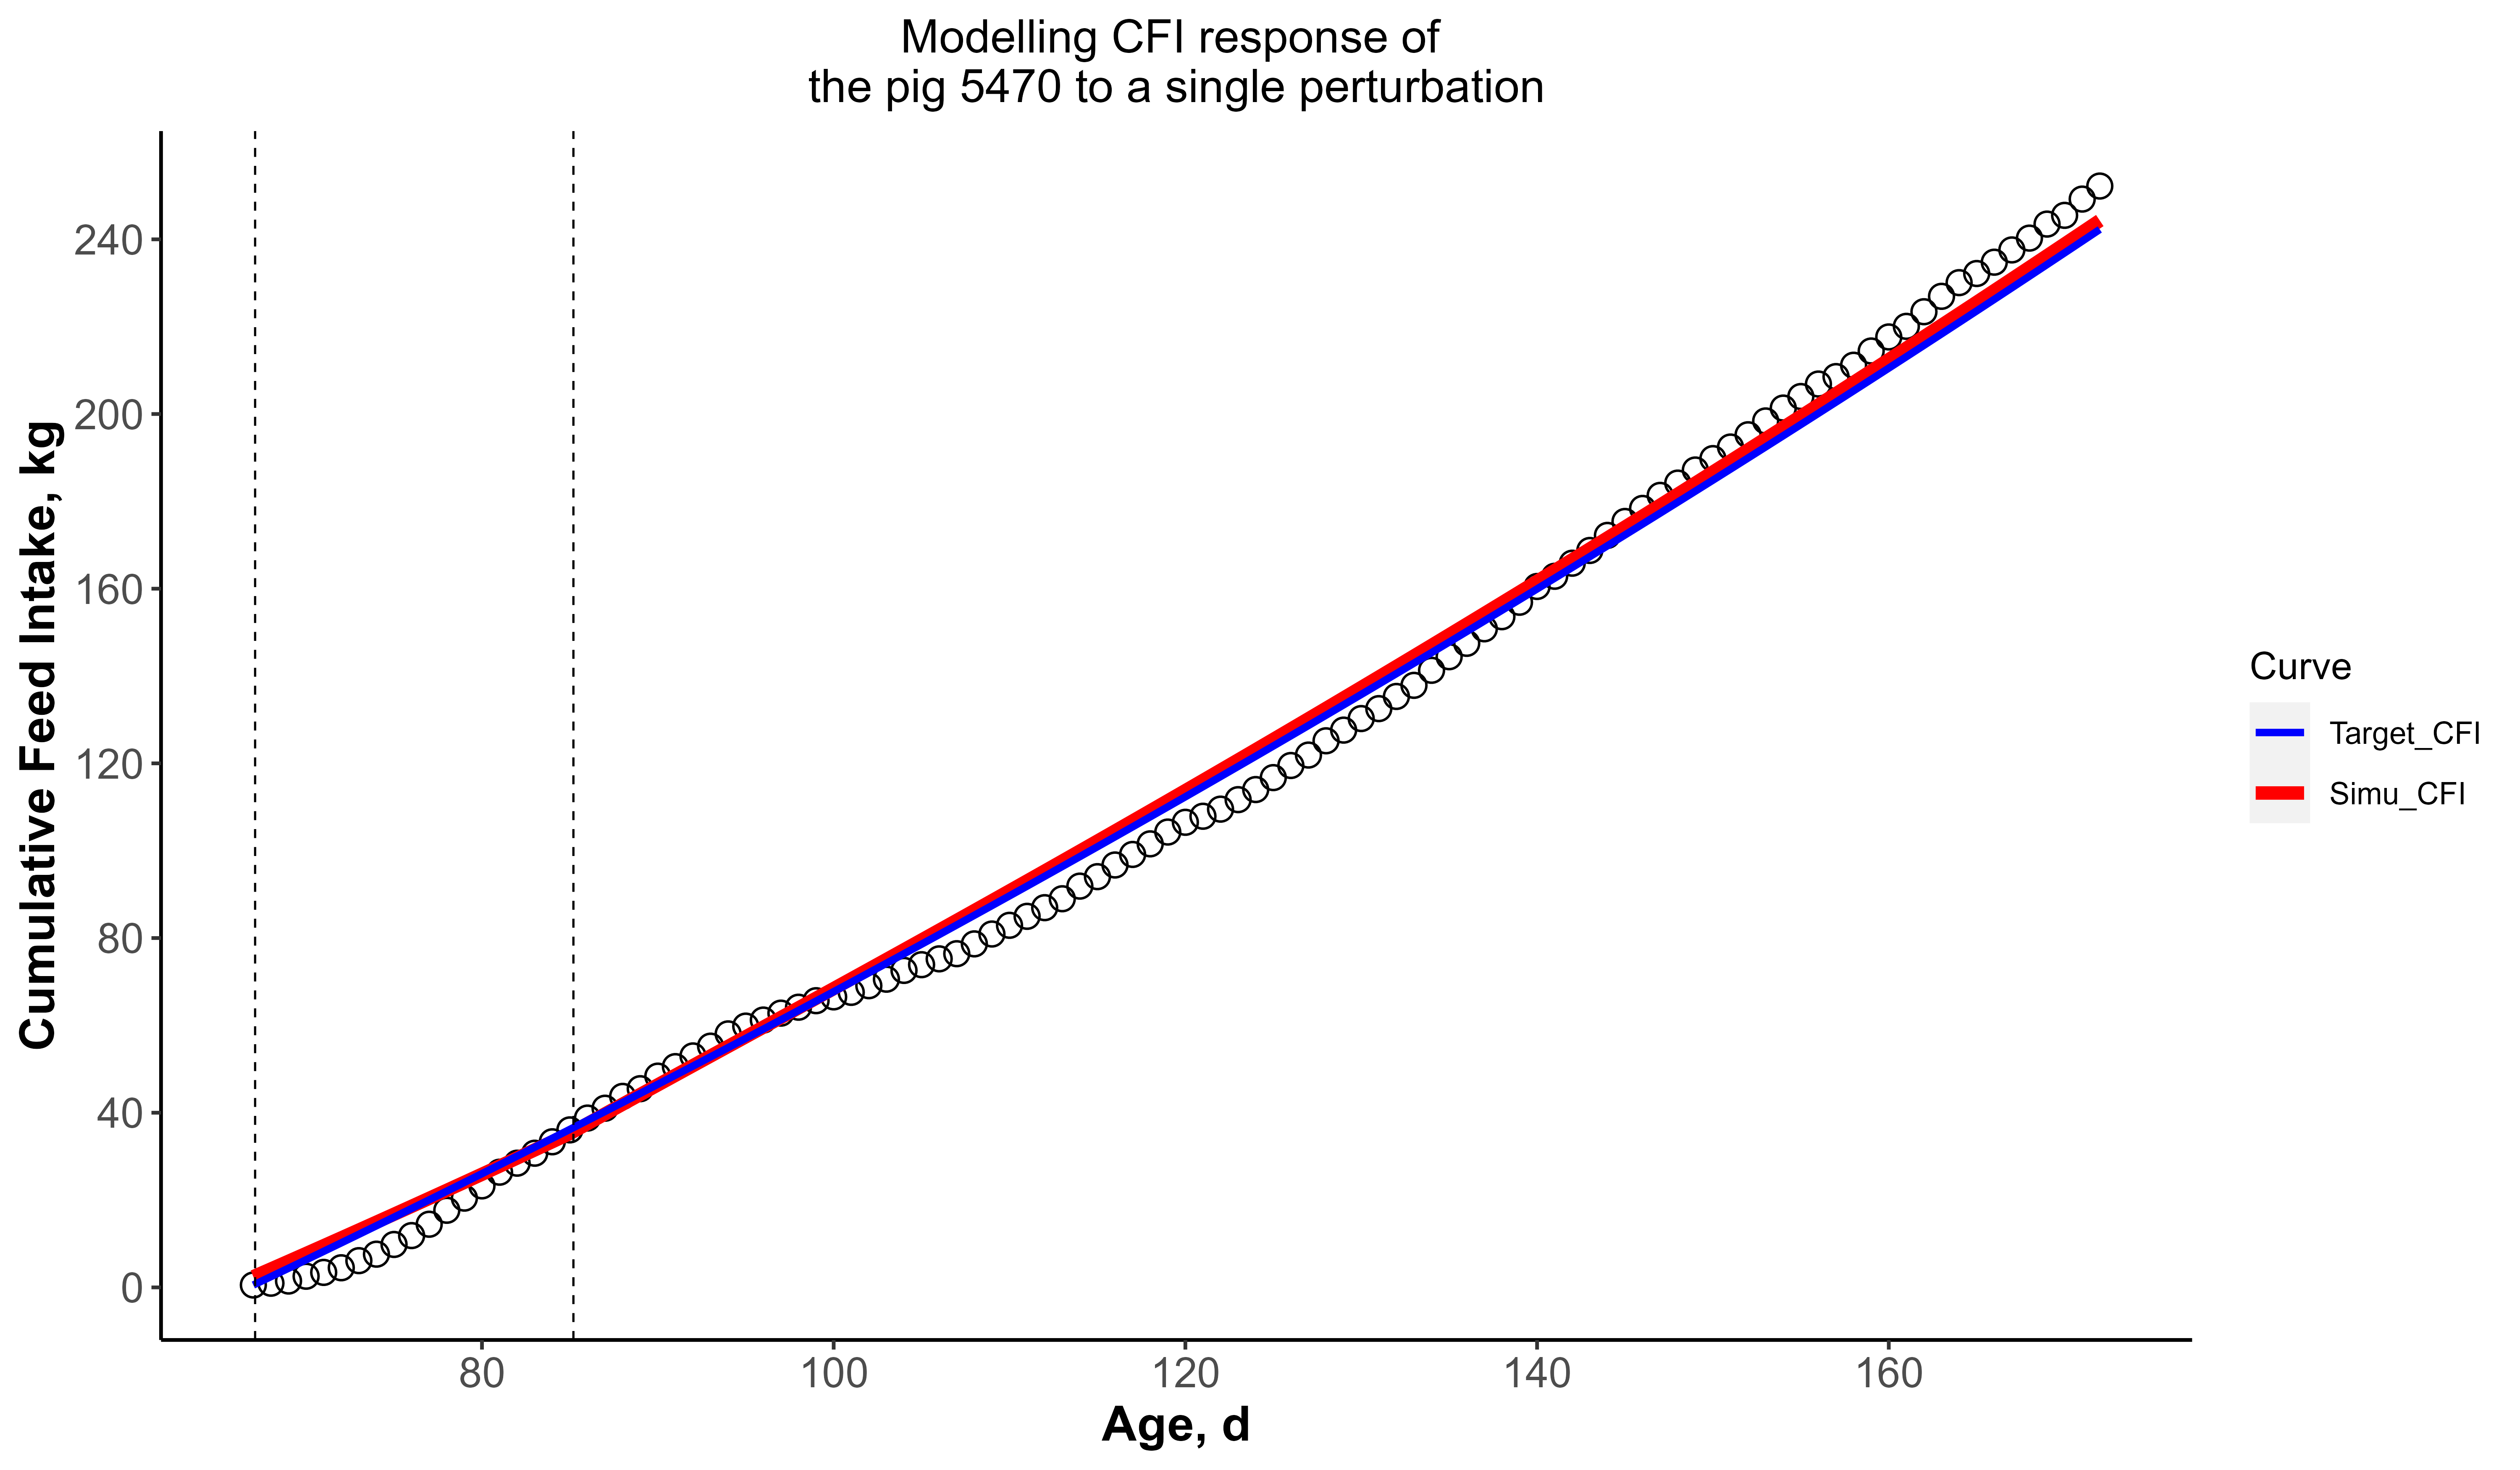 Modelling CFI response of
the pig 5470 to a single perturbation
Cumulative Feed Intake, kg
240
200
160
120
80
40
0
80
100
120
140
160
Age, d
Curve
Target_CFI
Simu_CFI